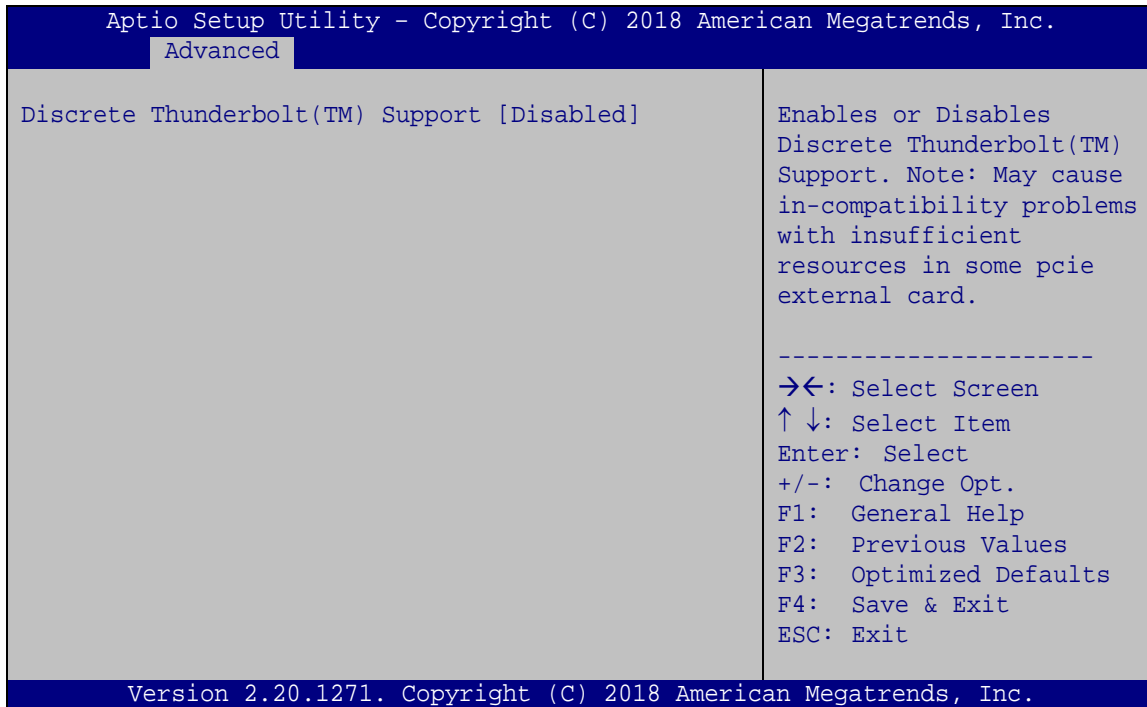 Aptio Setup Utility – Copyright (C) 2018 American Megatrends, Inc.
Advanced
Discrete Thunderbolt(TM) Support [Disabled]
Enables or Disables
Discrete Thunderbolt(TM)
Support. Note: May cause
in-compatibility problems
with insufficient
resources in some pcie
external card.
----------------------
→←: Select Screen
↑ ↓: Select Item
Enter: Select
+/-: Change Opt.
F1: General Help
F2: Previous Values
F3: Optimized Defaults
F4: Save & Exit
ESC: Exit
Version 2.20.1271. Copyright (C) 2018 American Megatrends, Inc.